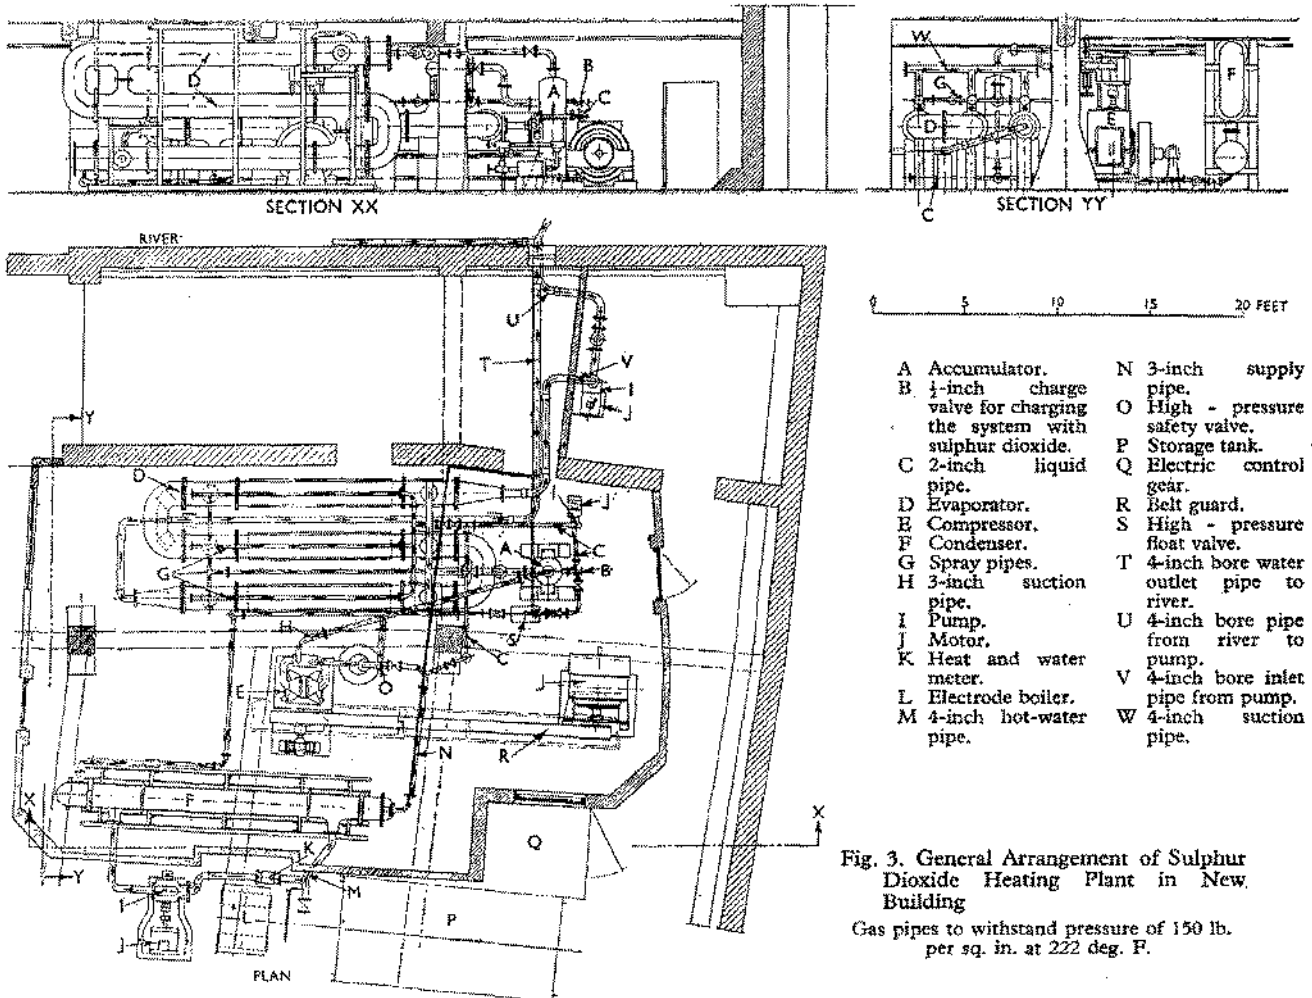 W
G
D
D
A
B
C
E
F
C
SECTION XX
SECTION YY
RIVER
U
T
V
I
J
Y
D
J
A
C
B
G
H
S
C
E
O
J
N
R
F
X
K
Q
X
Y
M
I
L
P
J
PLAN
0 5 10 15 20 FEET
A Accumulator.
B ½-inch charge
valve for charging
the system with
sulphur dioxide.
C 2-inch liquid
pipe.
D Evaporator.
E Compressor.
F Condenser.
G Spray pipes.
H 3-inch suction
pipe.
I Pump.
J Motor.
K Heat and water
meter.
L Electrode boiler.
M 4-inch hot-water
pipe.
N 3-inch supply
pipe.
O High - pressure
safety valve.
P Storage tank.
Q Electric control
gear.
R Belt guard.
S High - pressure
float valve.
T 4-inch bore water
outlet pipe to
river.
U 4-inch bore pipe
from river to
pump.
V 4-inch bore inlet
pipe from pump.
W 4-inch suction
pipe.
Fig. 3. General Arrangement of Sulphur
Dioxide Heating Plant in New
Building
Gas pipes to withstand pressure of 150 lb.
per sq. in. at 222 deg. F.